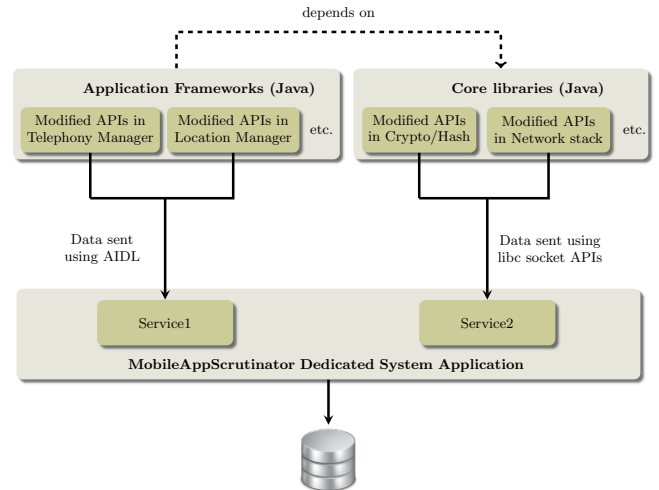 depends on
Application Frameworks (Java)
Modified APIs in
Telephony Manager
Modified APIs in
Location Manager
etc.
Core libraries (Java)
Modified APIs
in Crypto/Hash
Modified APIs
in Network stack
etc.
Data sent
using AIDL
Data sent using
libc socket APIs
Service1
Service2
MobileAppScrutinator Dedicated System Application